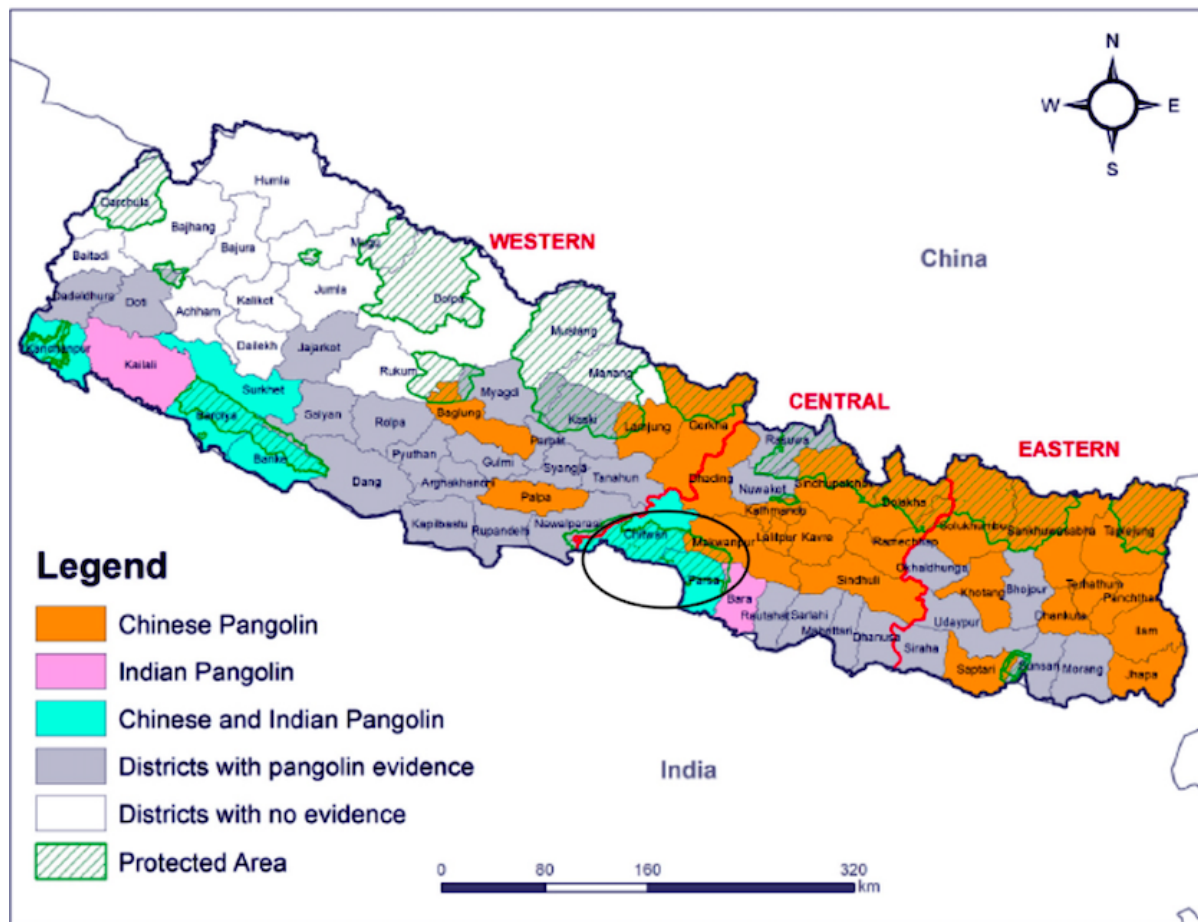 N
W
E
S
Humla
Darchula
Bajhang
WESTERN
Mugu
Bajura
Baitadi
China
Jumla
Dolpa
Dadeldhura
Doti
Kalikot
Achham
Mustang
Kanchanpur
Dailekh
Jajarkot
Kailali
Rukum
Manang
Surkhet
Myagdi
CENTRAL
Baglung
Kaski
Lamjung
Gorkha
Bardiya
Salyan
Rolpa
Parbat
Rasuwa
EASTERN
Banke
Pyuthan
Gulmi
Syangja
Tanahun
Dhading
Nuwakot
Sindhupalchok
Dang
Arghakhanchi
Palpa
Kathmandu
Dolakha
Solukhumbu
Sankhuwasabha
Taplejung
Kapilbastu
Rupandehi
Nawalparasi
Chitwan
Makwanpur
Lalitpur
Kavre
Ramechhap
Okhaldhunga
Parsa
Sindhuli
Khotang
Bhojpur
Terhathum
Panchthar
Bara
Rautahat
Sarlahi
Mahottari
Dhanusa
Siraha
Udaypur
Dhankuta
Ilam
Saptari
Sunsari
Morang
Jhapa
India
Legend
Chinese Pangolin
Indian Pangolin
Chinese and Indian Pangolin
Districts with pangolin evidence
Districts with no evidence
Protected Area
0 80 160 320
km